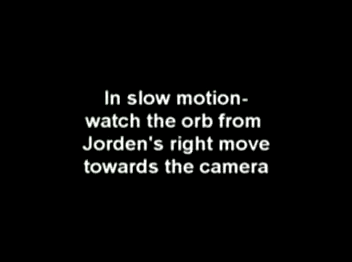 In slow motion-
watch the orb from
Jorden's right move
towards the camera